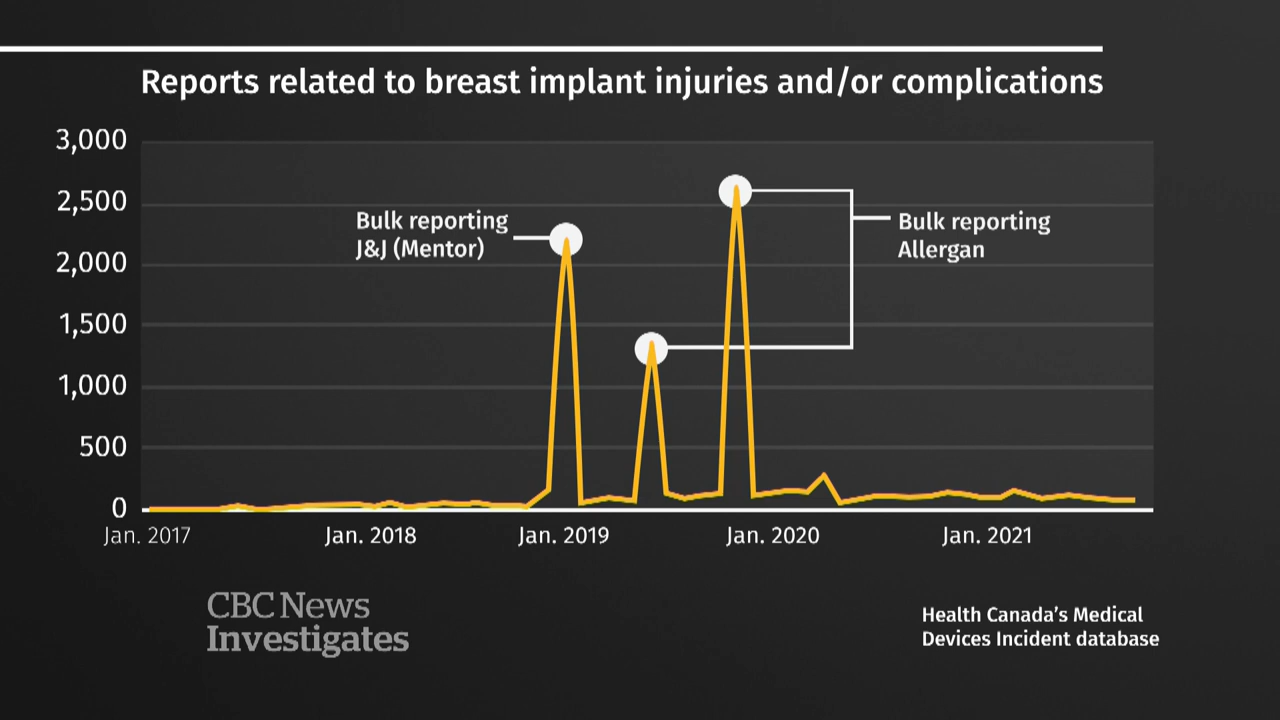 Reports related to breast implant injuries and/or complications
3,000
2,500
2,000
1,500
1,000
500
0
Bulk reporting
J&J (Mentor)
Bulk reporting
Allergan
Jan. 2017
Jan. 2018
Jan. 2019
Jan. 2020
Jan. 2021
CBC News
Investigates
Health Canada’s Medical
Devices Incident database